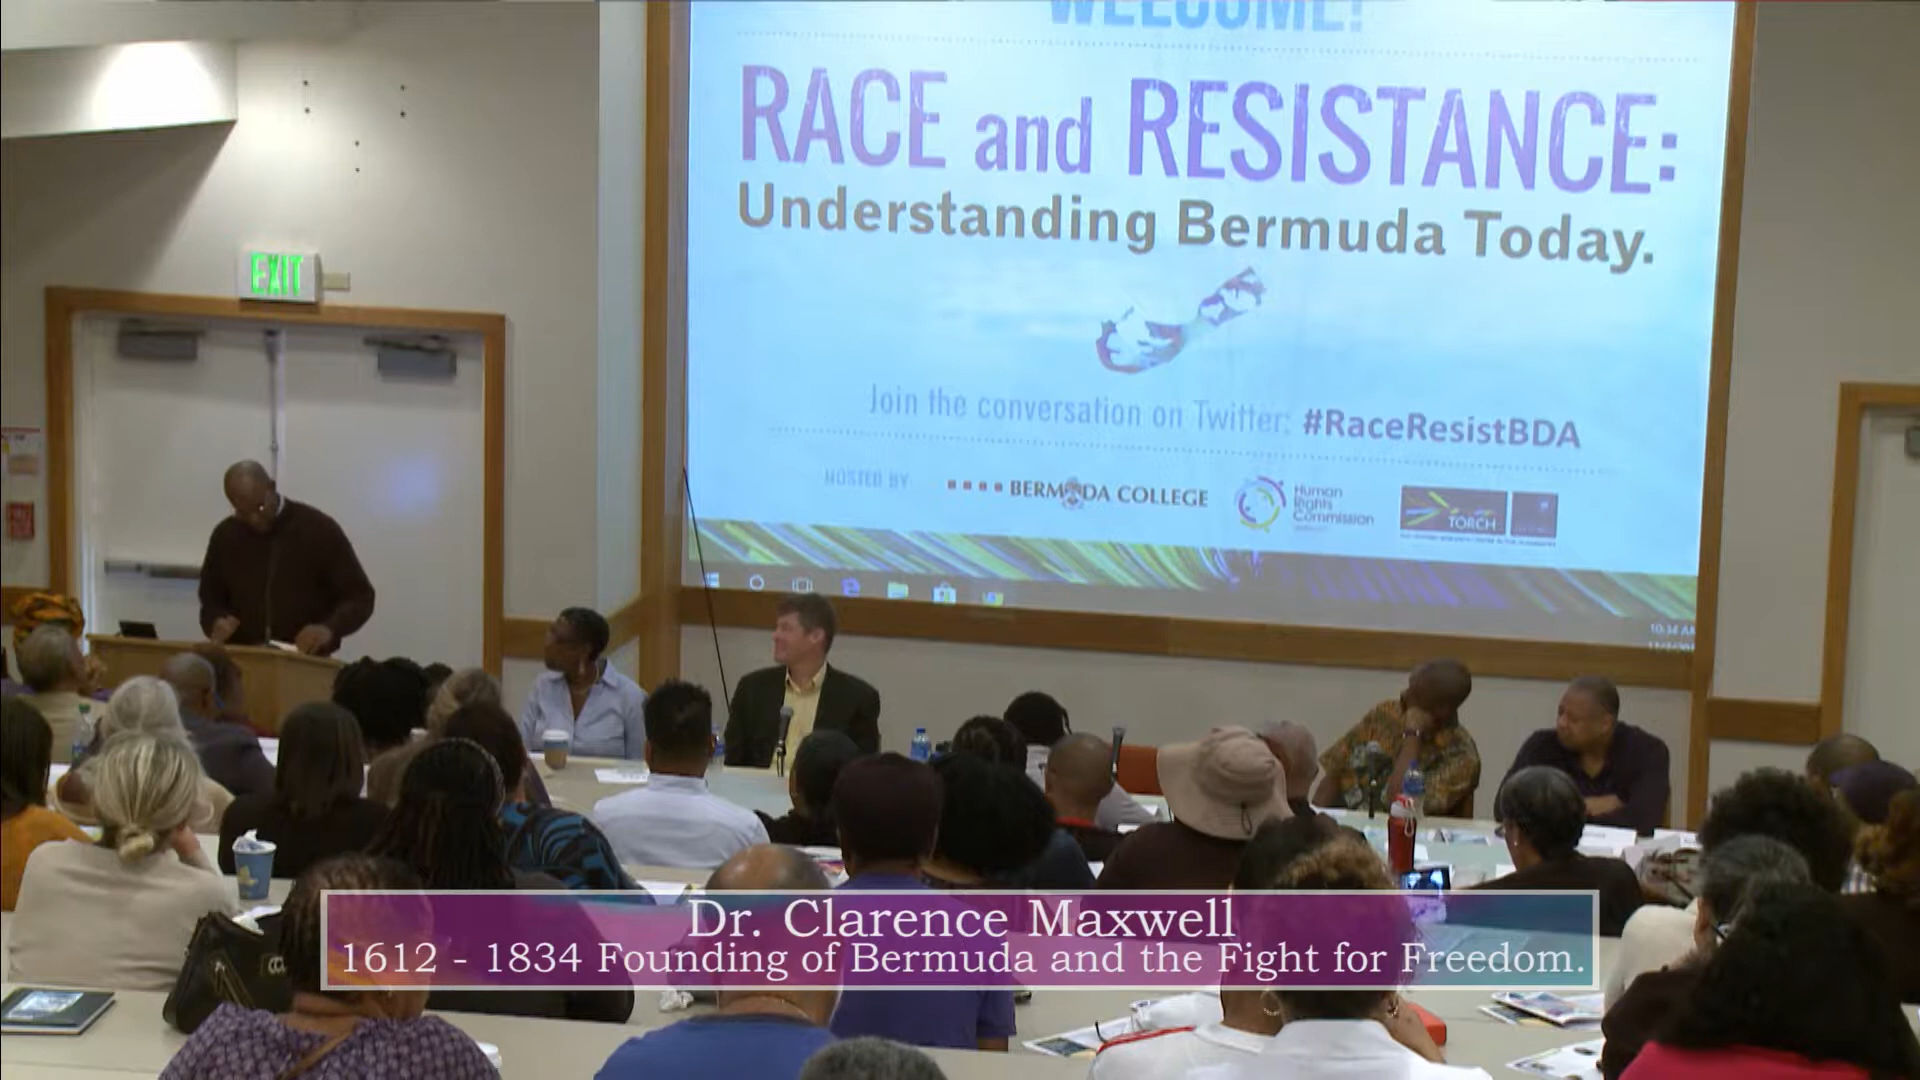 WELCOME!
RACE and RESISTANCE:
Understanding Bermuda Today.
EXIT
Join the conversation on Twitter: #RaceResistBDA
HOSTED BY
BERMUDA COLLEGE
Human
Rights
Commission
TORCH
Dr. Clarence Maxwell
1612 - 1834 Founding of Bermuda and the Fight for Freedom.